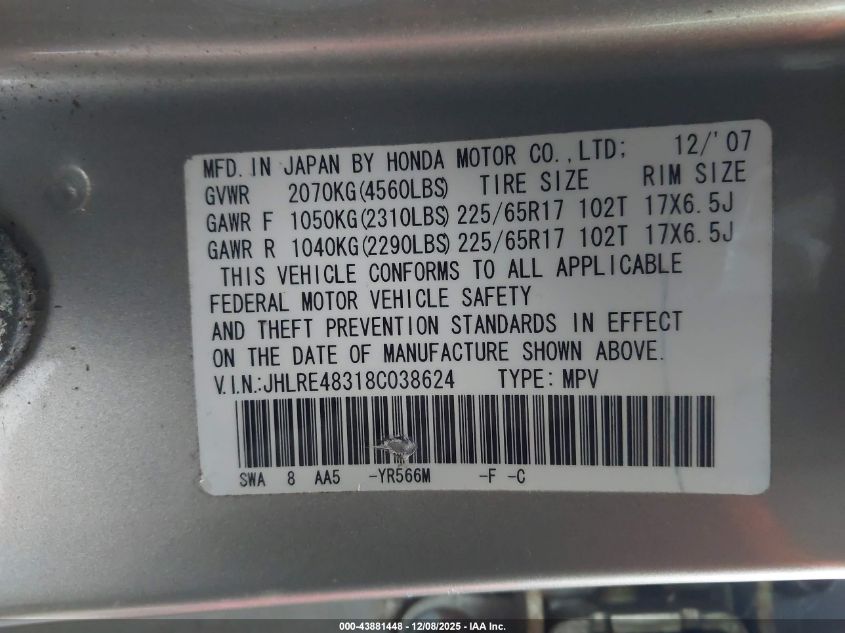 MFD. IN JAPAN BY HONDA MOTOR CO.,LTD; 12/'07
GVWR 2070KG(4560LBS) TIRE SIZE RIM SIZE
GAWR F 1050KG(2310LBS) 225/65R17 102T 17X6.5J
GAWR R 1040KG(2290LBS) 225/65R17 102T 17X6.5J
THIS VEHICLE CONFORMS TO ALL APPLICABLE
FEDERAL MOTOR VEHICLE SAFETY
AND THEFT PREVENTION STANDARDS IN EFFECT
ON THE DATE OF MANUFACTURE SHOWN ABOVE.
V.I.N.:JHLRE48318C038624 TYPE: MPV
SWA 8 AA5 -YR566M -F -C
000-43881448 - 12/08/2025 - IAA Inc.